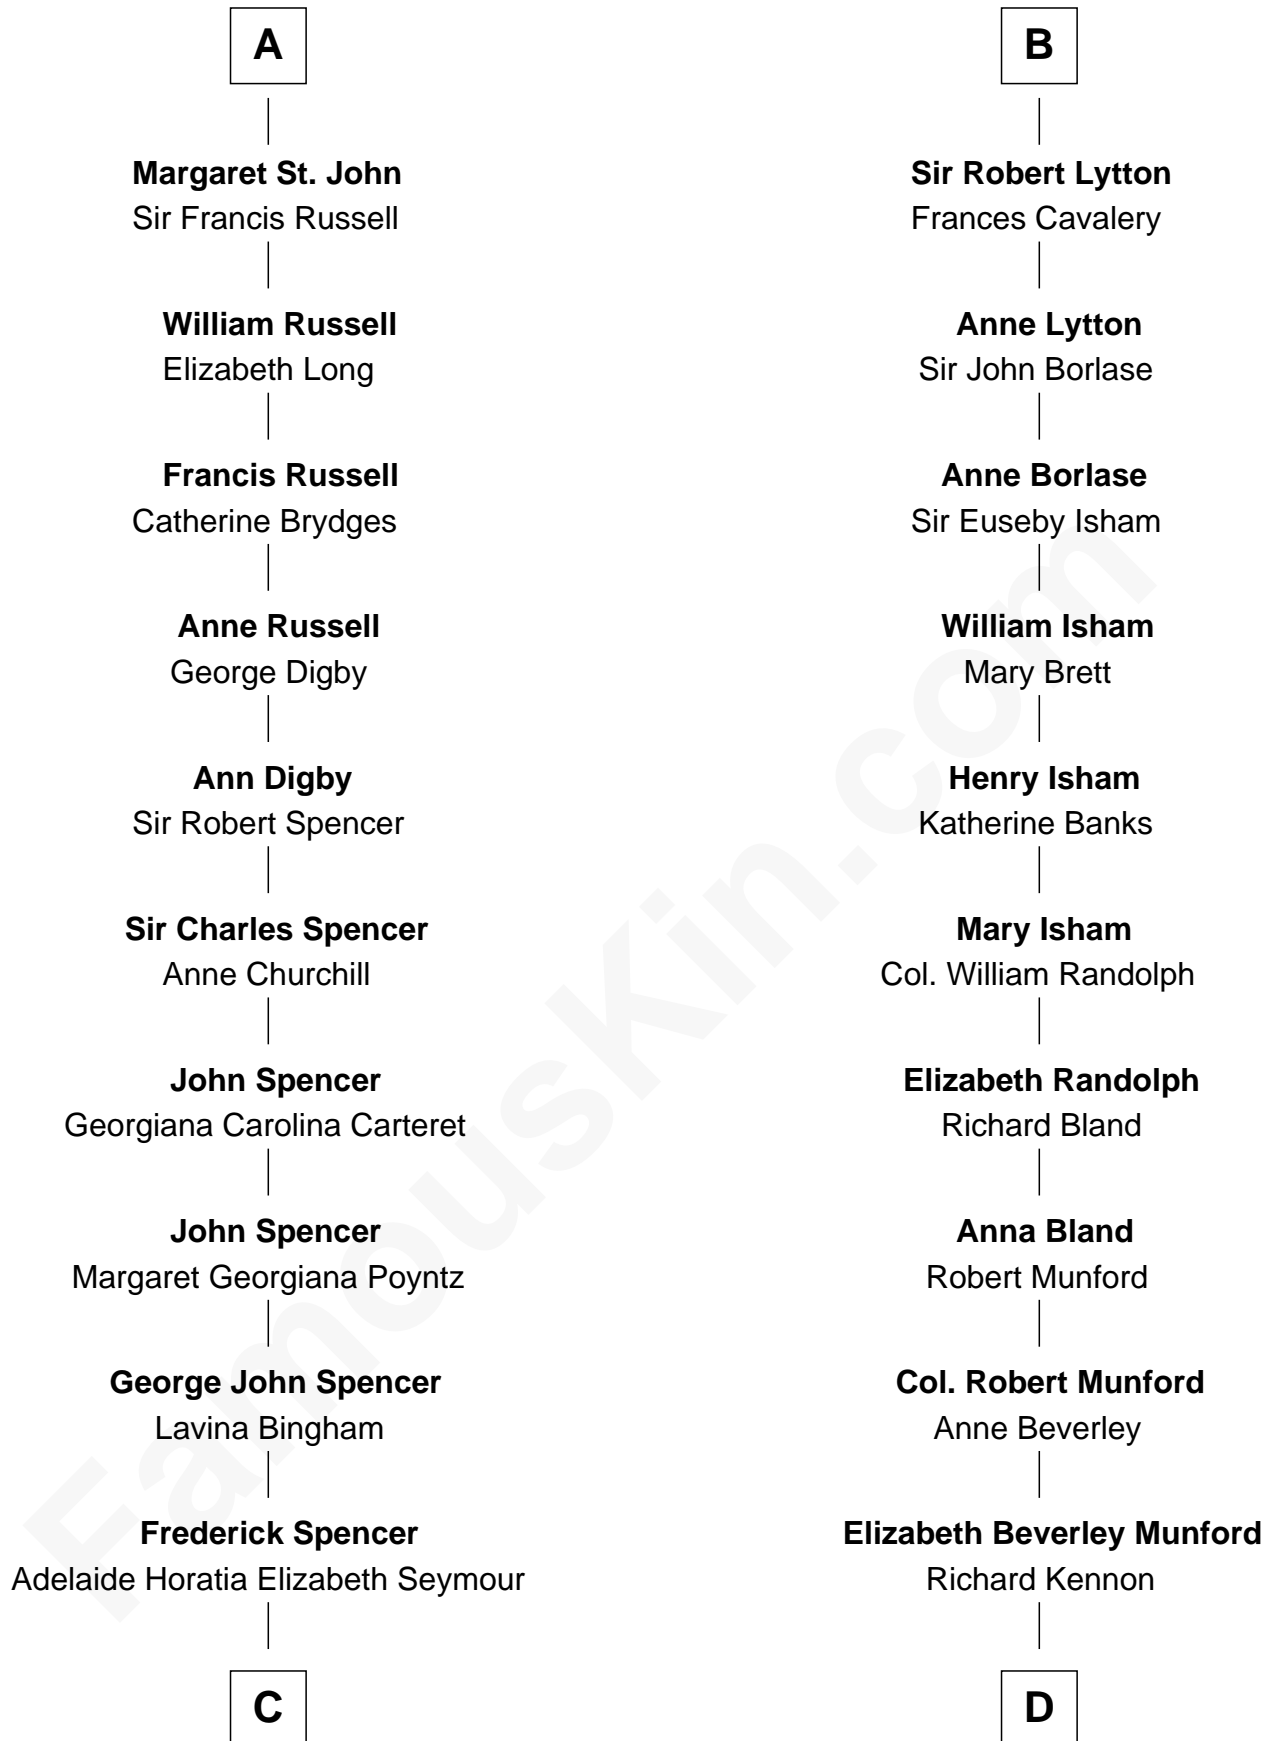 A
Margaret St. John
Sir Francis Russell
William Russell
Elizabeth Long
Francis Russell
Catherine Brydges
Anne Russell
George Digby
Ann Digby
Sir Robert Spencer
Sir Charles Spencer
Anne Churchill
John Spencer
Georgiana Carolina Carteret
John Spencer
Margaret Georgiana Poyntz
George John Spencer
Lavina Bingham
Frederick Spencer
Adelaide Horatia Elizabeth Seymour
C
B
Sir Robert Lytton
Frances Cavalery
Anne Lytton
Sir John Borlase
Anne Borlase
Sir Euseby Isham
William Isham
Mary Brett
Henry Isham
Katherine Banks
Mary Isham
Col. William Randolph
Elizabeth Randolph
Richard Bland
Anna Bland
Robert Munford
Col. Robert Munford
Anne Beverley
Elizabeth Beverley Munford
Richard Kennon
D
FamousKin.com